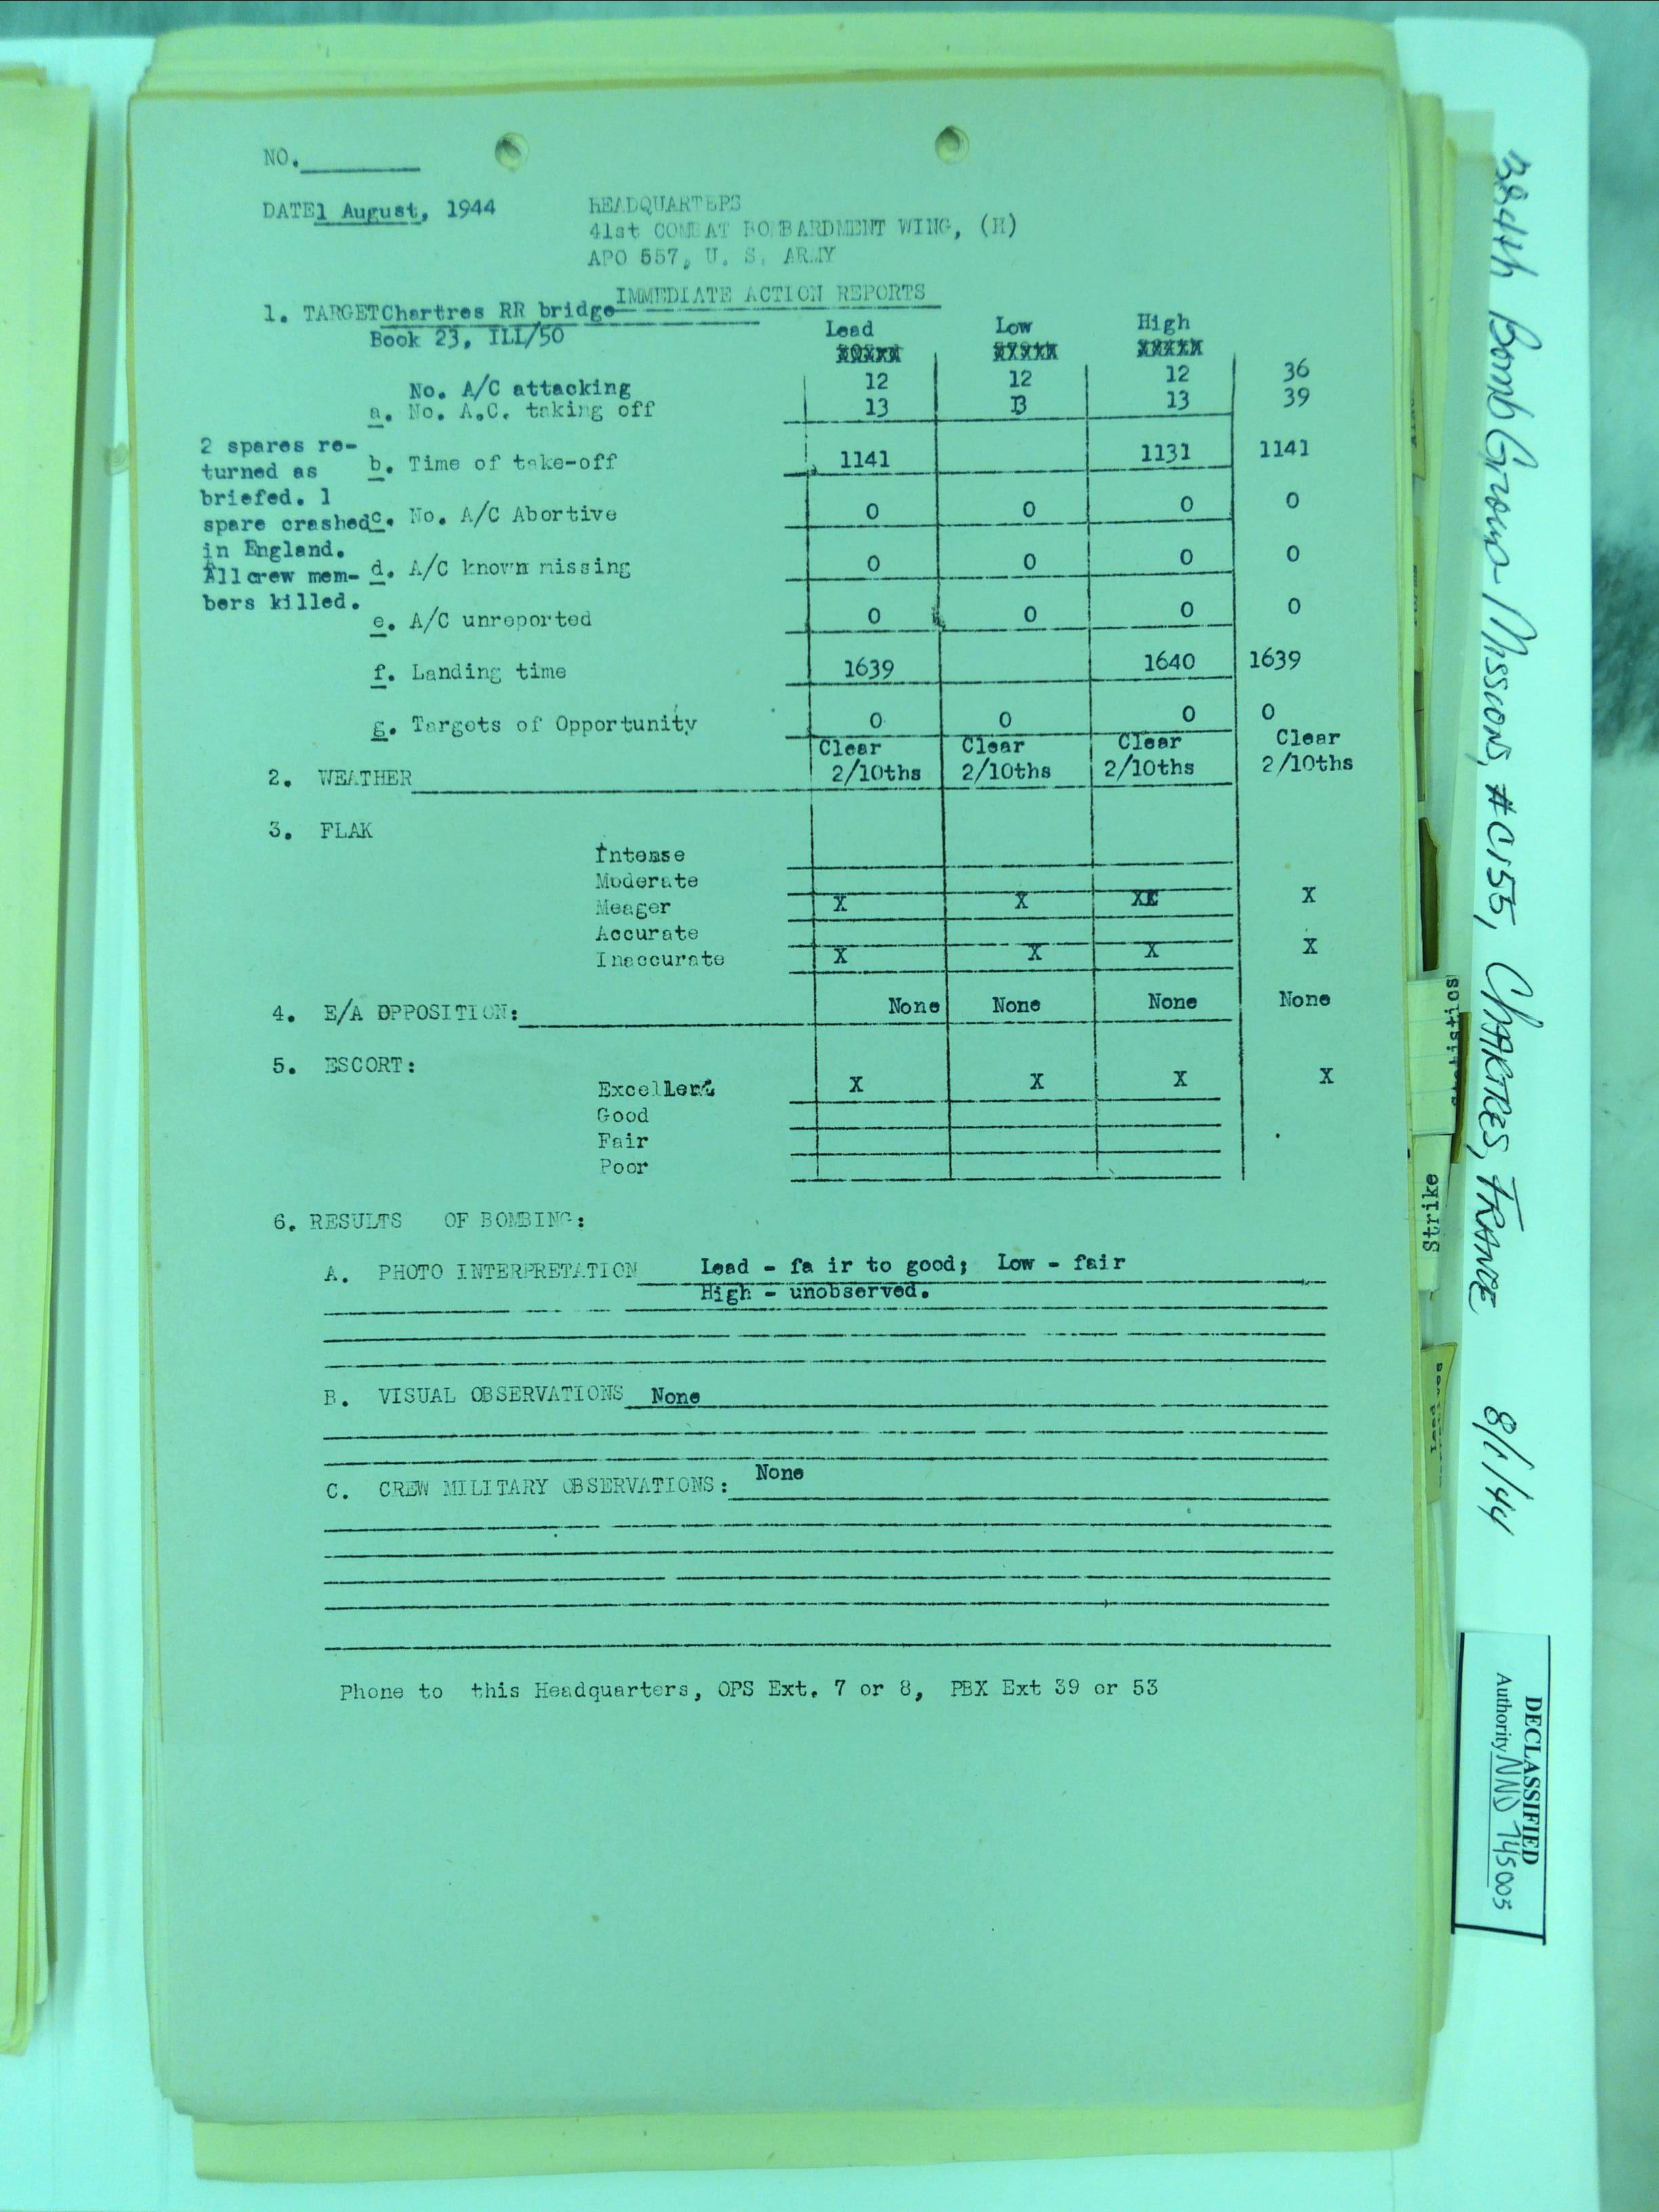 NO.
DATE 1 August, 1944
HEADQUARTERS
41st COMBAT BOMBARDMENT WING, (H)
APO 557, U. S. ARMY
IMMEDIATE ACTION REPORTS
1. TARGET Chartres RR bridge
Book 23, ILL/50
Lead Low High
No. A/C attacking 12 12 12 36
a. No. A.C. taking off 13 13 13 39
2 spares re-
turned as
briefed. 1
spare crashed
in England.
All crew mem-
bers killed.
b. Time of take-off 1141 1131 1141
c. No. A/C Abortive 0 0 0 0
d. A/C known missing 0 0 0 0
e. A/C unreported 0 0 0 0
f. Landing time 1639 1640 1639
g. Targets of Opportunity 0 0 0 0
Clear Clear Clear Clear
2. WEATHER 2/10ths 2/10ths 2/10ths 2/10ths
3. FLAK
Intense
Moderate
Meager X X XX X
Accurate
Inaccurate X X X X
4. E/A OPPOSITION: None None None None
5. ESCORT:
Excellent X X X X
Good
Fair
Poor
6. RESULTS OF BOMBING:
A. PHOTO INTERPRETATION Lead - fa ir to good; Low - fair
High - unobserved.
B. VISUAL OBSERVATIONS None
C. CREW MILITARY OBSERVATIONS: None
Phone to this Headquarters, OPS Ext. 7 or 8, PBX Ext 39 or 53
384th Bomb Group - Missions, #C155, CHARTRES, FRANCE 8/1/44
Statistics
Strike
DECLASSIFIED
Authority NND 745005